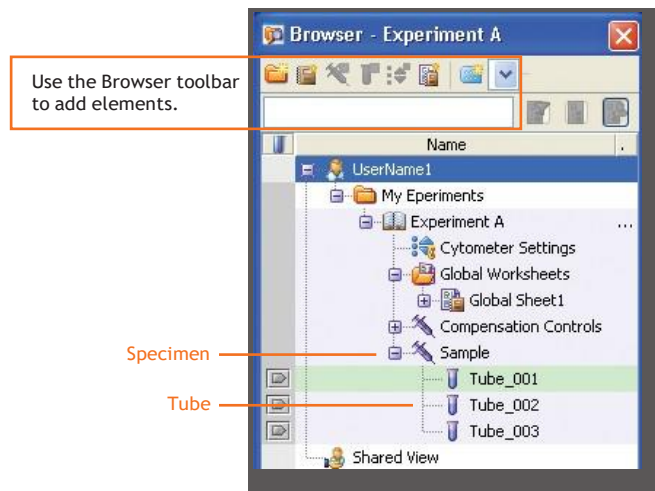 Browser - Experiment A
Use the Browser toolbar
to add elements.
Name .
UserName1
My Eperiments
Experiment A ...
Cytometer Settings
Global Worksheets
Global Sheet1
Compensation Controls
Specimen
Sample
Tube_001
Tube
Tube_002
Tube_003
Shared View